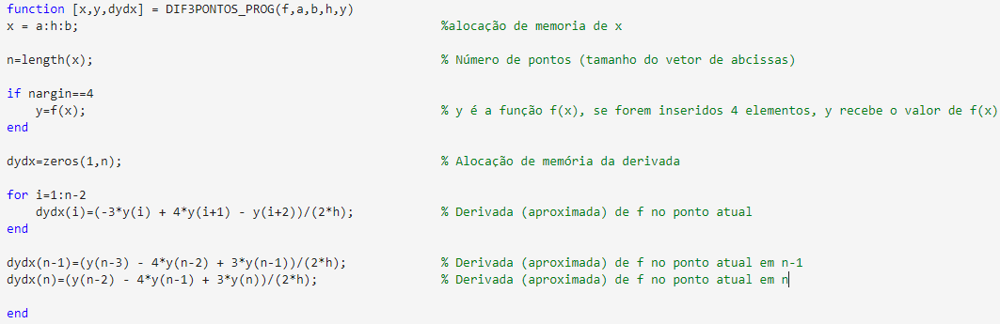 function [x,y,dydx] = DIF3PONTOS_PROG(f,a,b,h,y)
x = a:h:b; %alocação de memoria de x
n=length(x); % Número de pontos (tamanho do vetor de abcissas)
if nargin==4
y=f(x); % y é a função f(x), se forem inseridos 4 elementos, y recebe o valor de f(x)
end
dydx=zeros(1,n); % Alocação de memória da derivada
for i=1:n-2
dydx(i)=(-3*y(i) + 4*y(i+1) - y(i+2))/(2*h); % Derivada (aproximada) de f no ponto atual
end
dydx(n-1)=(y(n-3) - 4*y(n-2) + 3*y(n-1))/(2*h); % Derivada (aproximada) de f no ponto atual em n-1
dydx(n)=(y(n-2) - 4*y(n-1) + 3*y(n))/(2*h); % Derivada (aproximada) de f no ponto atual em n
end